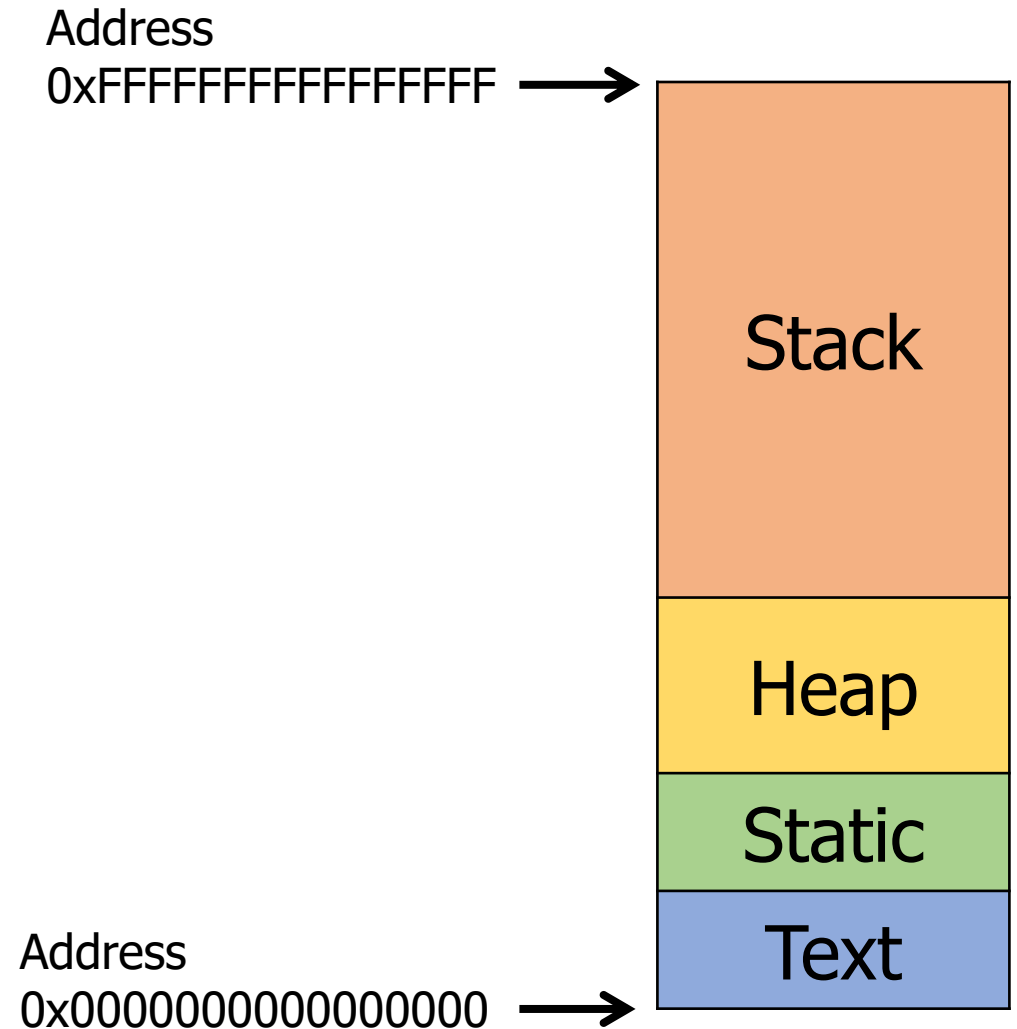 Address
0xFFFFFFFFFFFFFFFF
Stack
Heap
Static
Text
Address
0x0000000000000000